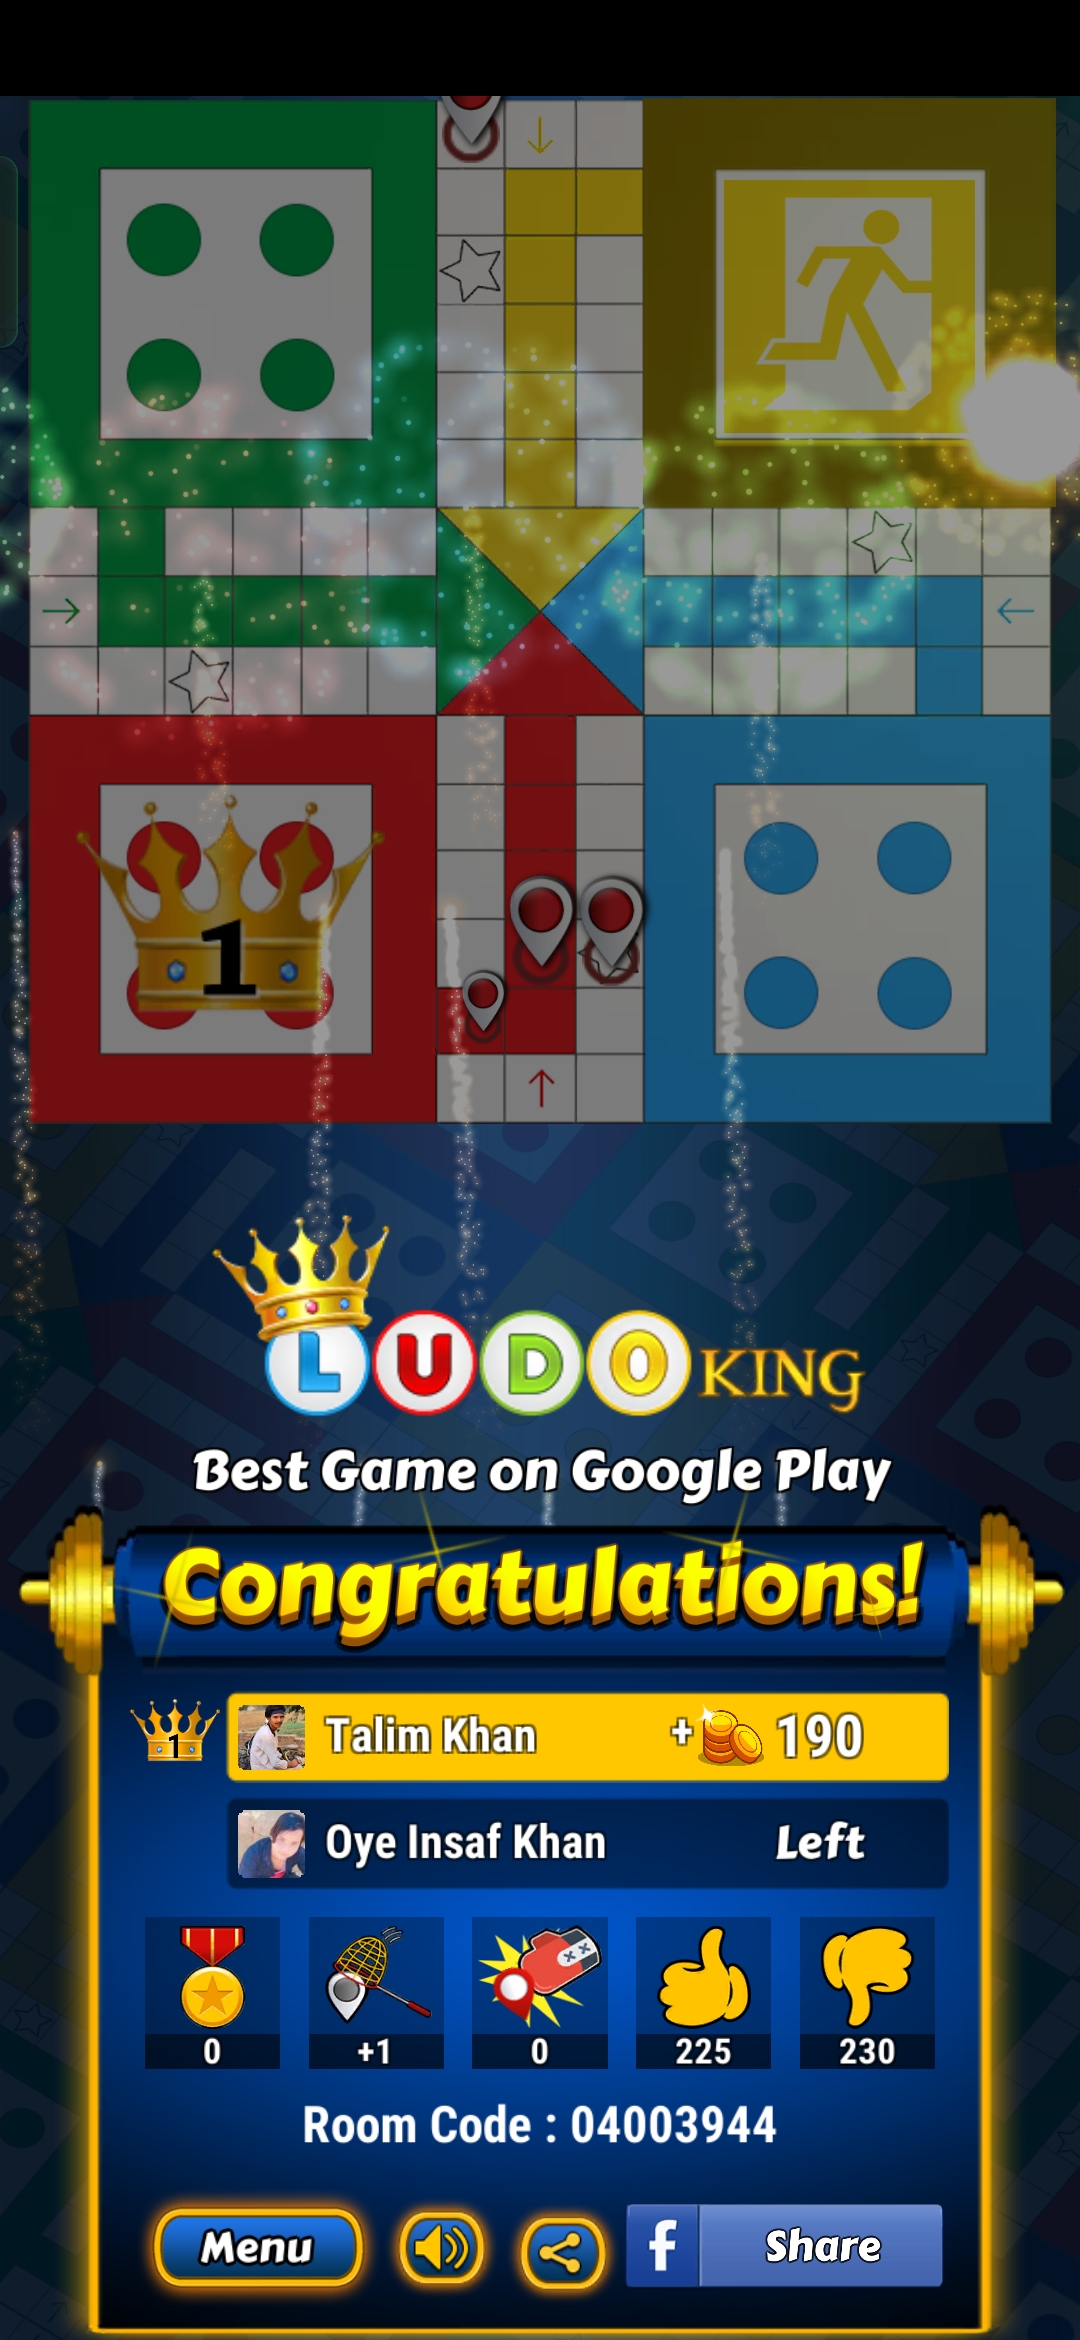 1
LUDO KING
Best Game on Google Play
Congratulations!
1 Talim Khan + 190
Oye Insaf Khan Left
0 +1 0 225 230
Room Code : 04003944
Menu f Share